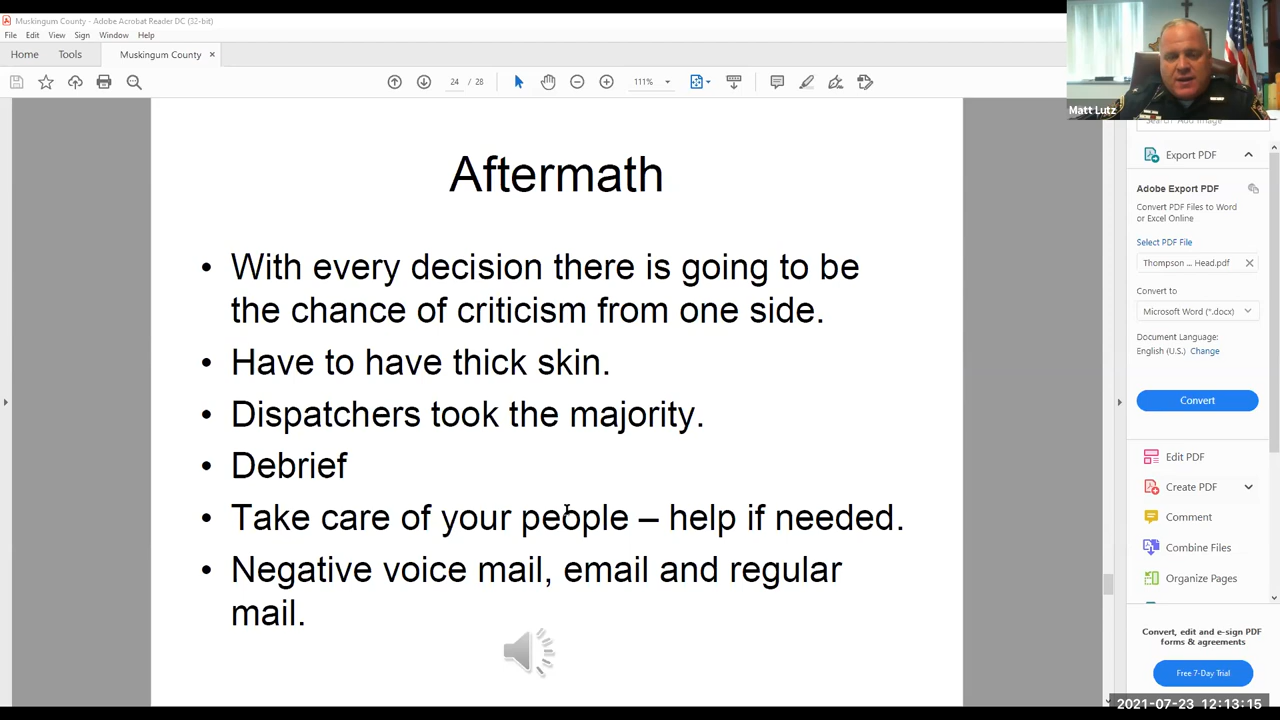 Muskingum County - Adobe Acrobat Reader DC (32-bit)
File Edit View Sign Window Help
Home Tools Muskingum County ×
24 / 28 111%
Matt Lutz
Search 'Add Image'
Export PDF
Adobe Export PDF
Convert PDF Files to Word
or Excel Online
Select PDF File
Thompson ... Head.pdf ×
Convert to
Microsoft Word (*.docx)
Document Language:
English (U.S.) Change
Convert
Edit PDF
Create PDF
Comment
Combine Files
Organize Pages
Convert, edit and e-sign PDF
forms & agreements
Free 7-Day Trial
Aftermath
• With every decision there is going to be
the chance of criticism from one side.
• Have to have thick skin.
• Dispatchers took the majority.
• Debrief
• Take care of your people – help if needed.
• Negative voice mail, email and regular
mail.
2021-07-23 12:13:15